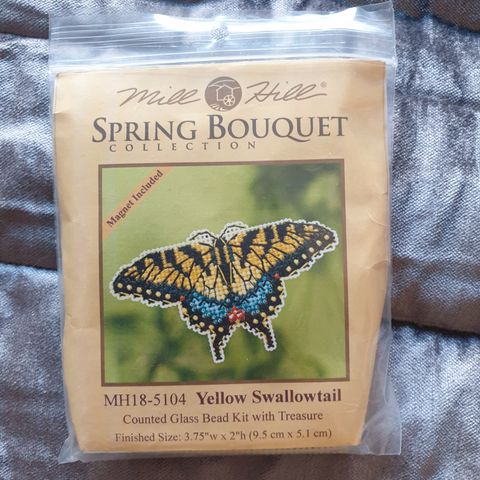 Mill Hill®
SPRING BOUQUET
COLLECTION
Magnet Included
MH18-5104 Yellow Swallowtail
Counted Glass Bead Kit with Treasure
Finished Size: 3.75"w x 2"h (9.5 cm x 5.1 cm)